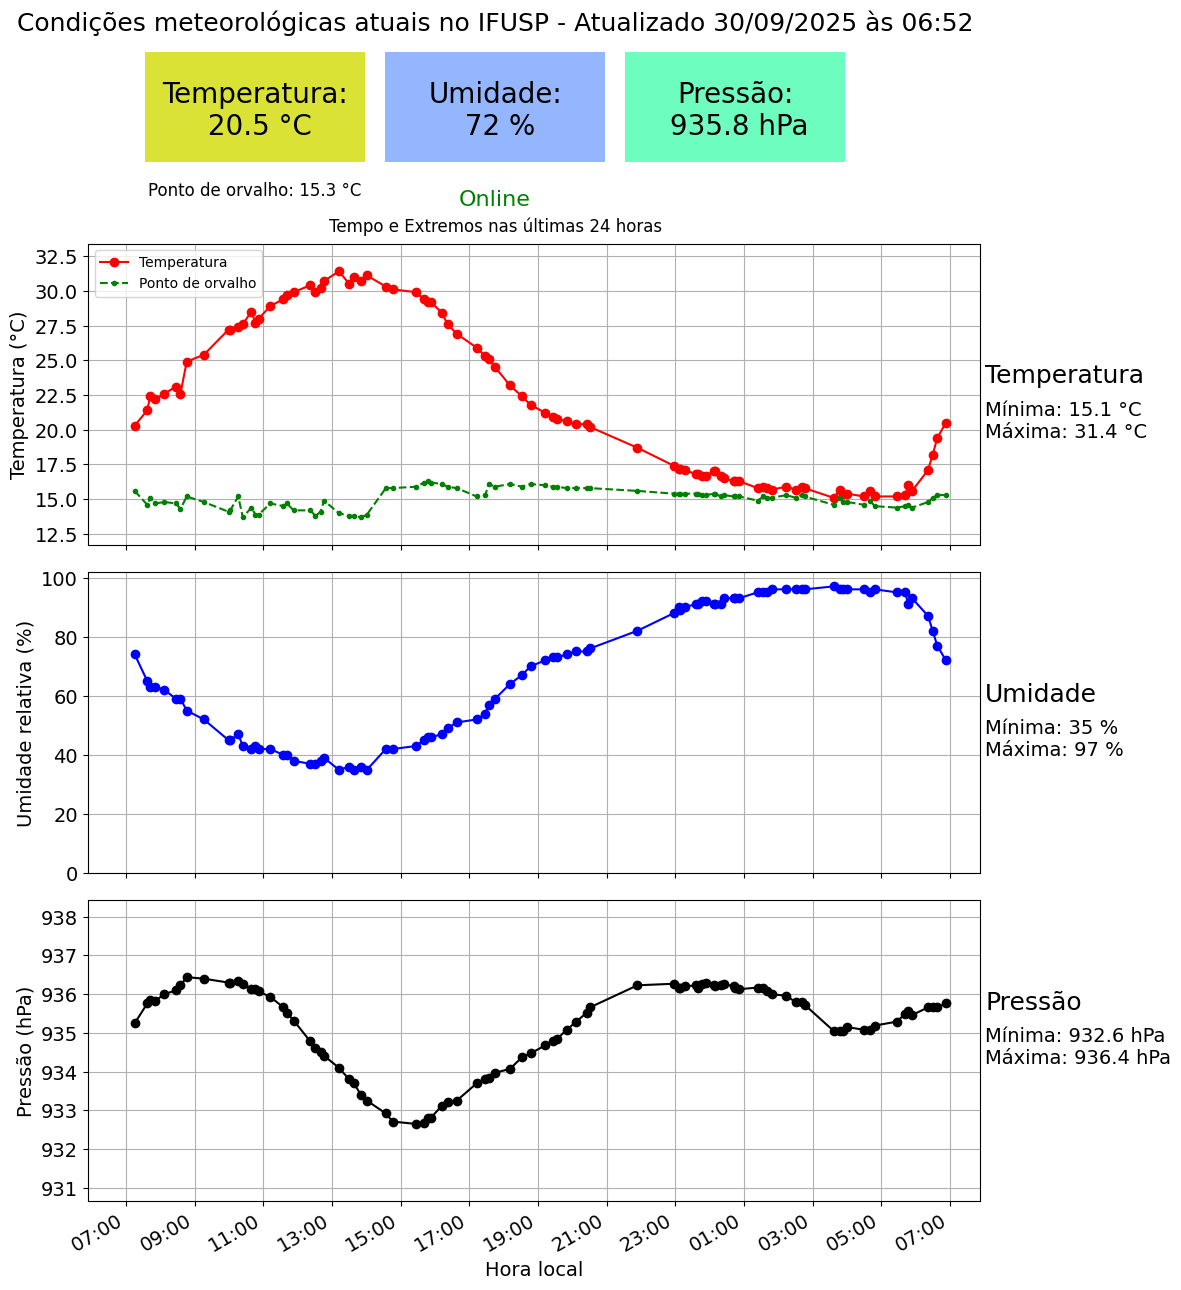 Condições meteorológicas atuais no IFUSP - Atualizado 30/09/2025 às 06:52
Temperatura:
20.5 °C
Umidade:
72 %
Pressão:
935.8 hPa
Ponto de orvalho: 15.3 °C
Online
Tempo e Extremos nas últimas 24 horas
Temperatura
Ponto de orvalho
Temperatura (°C)
32.5
30.0
27.5
25.0
22.5
20.0
17.5
15.0
12.5
Temperatura
Mínima: 15.1 °C
Máxima: 31.4 °C
Umidade relativa (%)
100
80
60
40
20
0
Umidade
Mínima: 35 %
Máxima: 97 %
Pressão (hPa)
938
937
936
935
934
933
932
931
Pressão
Mínima: 932.6 hPa
Máxima: 936.4 hPa
07:00
09:00
11:00
13:00
15:00
17:00
19:00
21:00
23:00
01:00
03:00
05:00
07:00
Hora local